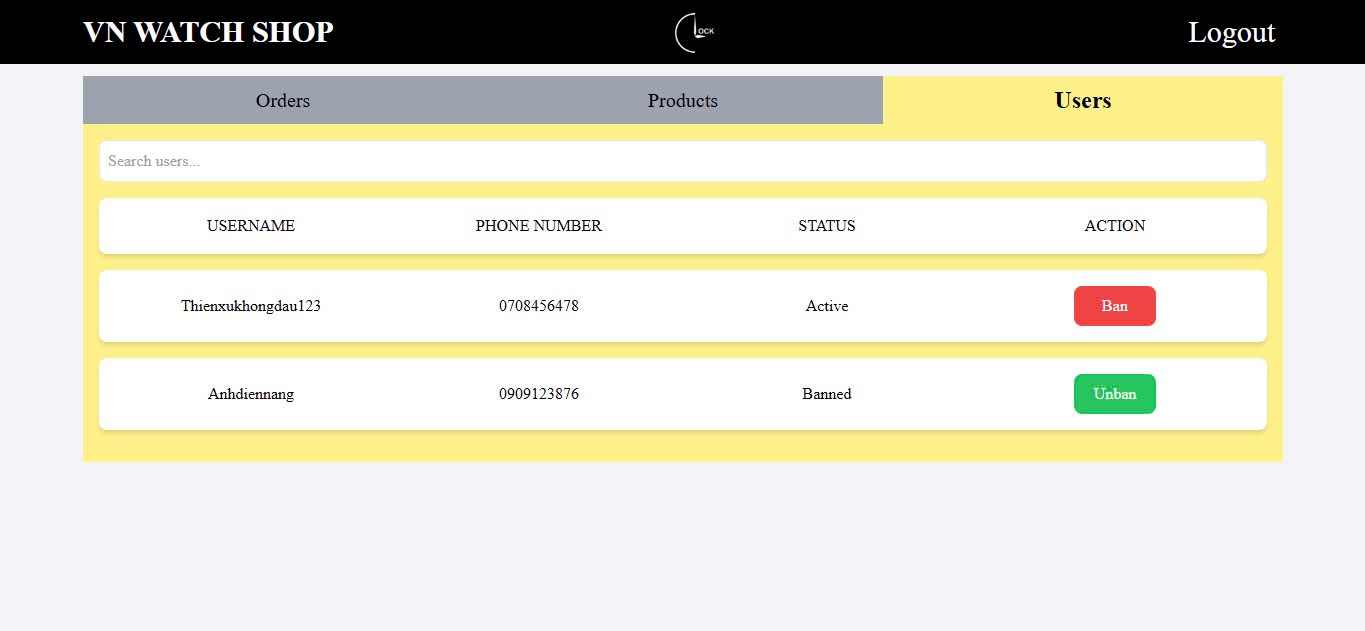 VN WATCH SHOP LOCK Logout
Orders Products Users
Search users...
USERNAME PHONE NUMBER STATUS ACTION
Thienxukhongdau123 0708456478 Active Ban
Anhdiennang 0909123876 Banned Unban